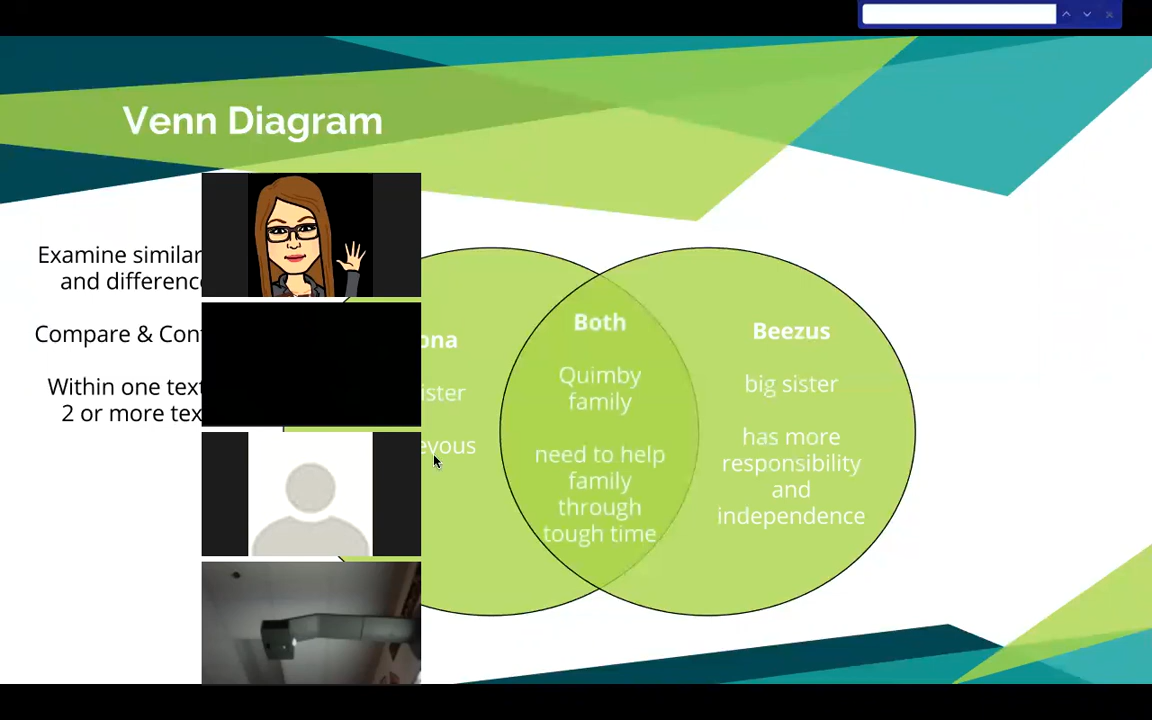 Venn Diagram
Examine similar
and differenc
Compare & Con
Within one tex
2 or more tex
ona
ister
evous
Both
Quimby
family
need to help
family
through
tough time
Beezus
big sister
has more
responsibility
and
independence